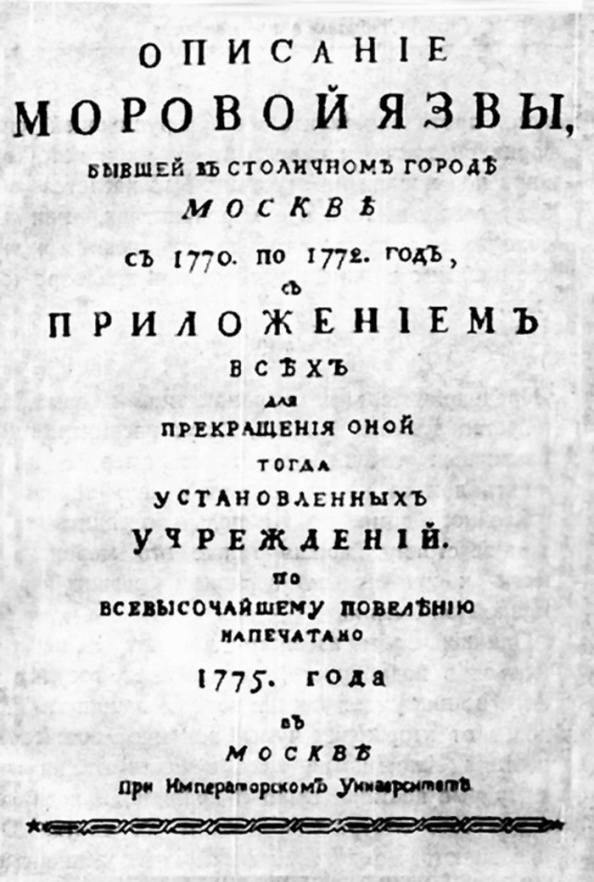 ОПИСАНІЕ
МОРОВОЙ ЯЗВЫ,
БЫВШЕЙ ВЪ СТОЛИЧНОМЪ ГОРОДѢ
МОСКВѢ
СЪ 1770. ПО 1772. ГОДЪ,
СЪ
ПРИЛОЖЕНІЕМЪ
ВСѢХЪ
ДЛЯ
ПРЕКРАЩЕНІЯ ОНОЙ
ТОГДА
УСТАНОВЛЕННЫХЪ
УЧРЕЖДЕНІЙ.
ПО
ВСЕВЫСОЧАЙШЕМУ ПОВЕЛѢНІЮ
НАПЕЧАТАНО
1775. ГОДА
ВЪ
МОСКВѢ
При Императорскомъ Университетѣ